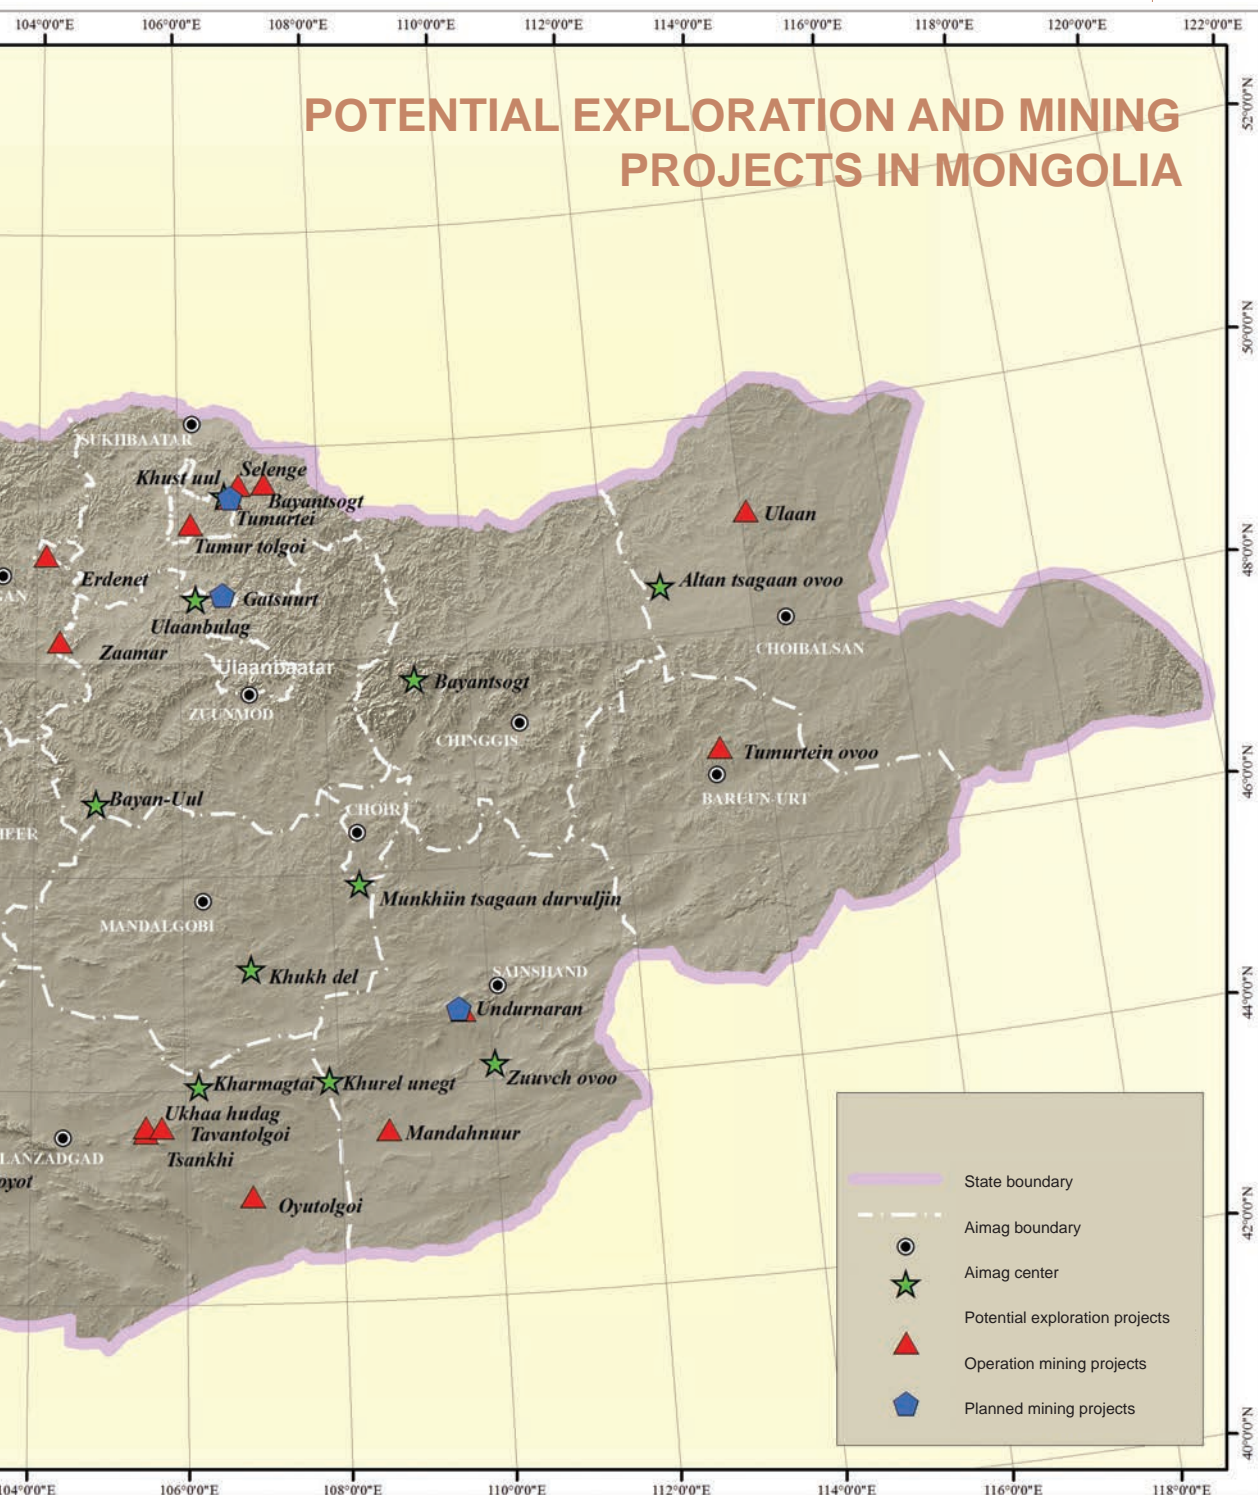 104°0'0"E 106°0'0"E 108°0'0"E 110°0'0"E 112°0'0"E 114°0'0"E 116°0'0"E 118°0'0"E 120°0'0"E 122°0'0"E
POTENTIAL EXPLORATION AND MINING
PROJECTS IN MONGOLIA
52°0'0"N
50°0'0"N
48°0'0"N
46°0'0"N
44°0'0"N
42°0'0"N
40°0'0"N
SUKHBAATAR
Khust uul
Selenge
Bayantsogt
Tumurtei
Tumur tolgoi
Erdenet
GAN
Gatsuurt
Ulaanbulag
Zaamar
Ulaanbaatar
ZUUNMOD
Ulaan
Altan tsagaan ovoo
CHOIBALSAN
Bayantsogt
CHINGGIS
Tumurtein ovoo
BARUUN-URT
Bayan-Uul
CHOIR
HEER
Munkhiin tsagaan durvuljin
MANDALGOBI
Khukh del
SAINSHAND
Undurnaran
Zuuvch ovoo
Kharmagtai
Khurel unegt
Ukhaa hudag
Tavantolgoi
Mandahnuur
LANZADGAD
Tsankhi
oyot
Oyutolgoi
State boundary
Aimag boundary
Aimag center
Potential exploration projects
Operation mining projects
Planned mining projects
104°0'0"E 106°0'0"E 108°0'0"E 110°0'0"E 112°0'0"E 114°0'0"E 116°0'0"E 118°0'0"E